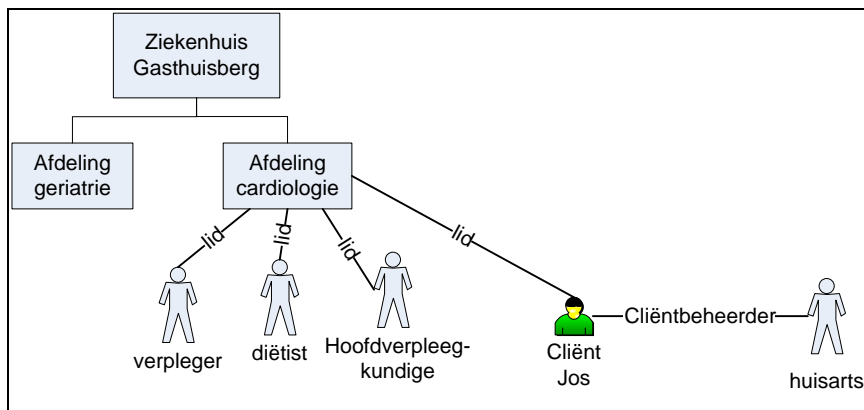 Ziekenhuis
Gasthuisberg
Afdeling
geriatrie
Afdeling
cardiologie
lid
lid
lid
lid
verpleger
diëtist
Hoofdverpleeg-
kundige
Cliënt
Jos
Cliëntbeheerder
huisarts